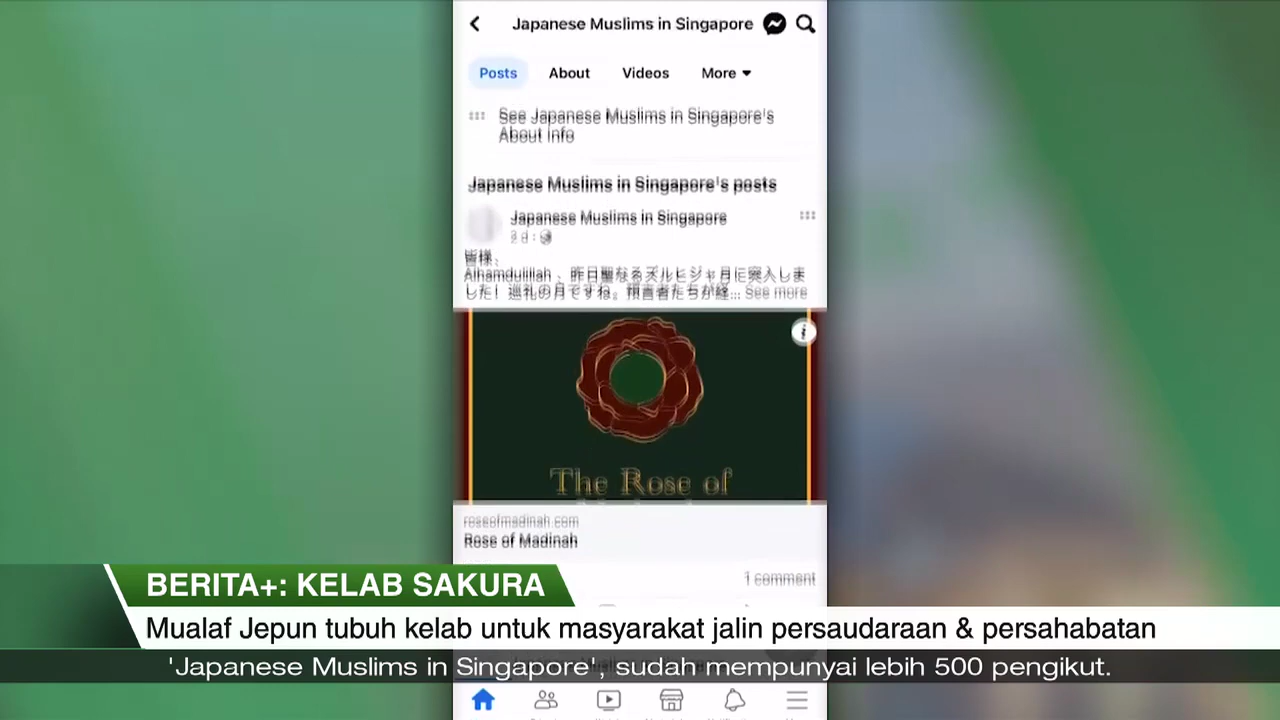 Japanese Muslims in Singapore
Posts About Videos More
See Japanese Muslims in Singapore's
About Info
Japanese Muslims in Singapore's posts
Japanese Muslims in Singapore
皆様、
Alhamdulillah 、昨日聖なるズルヒジャ月に突入しま
した！巡礼の月ですね。預言者たちが経... See more
The Rose of
roseofmadinah.com
Rose of Madinah
1 comment
BERITA+: KELAB SAKURA
Mualaf Jepun tubuh kelab untuk masyarakat jalin persaudaraan & persahabatan
'Japanese Muslims in Singapore', sudah mempunyai lebih 500 pengikut.